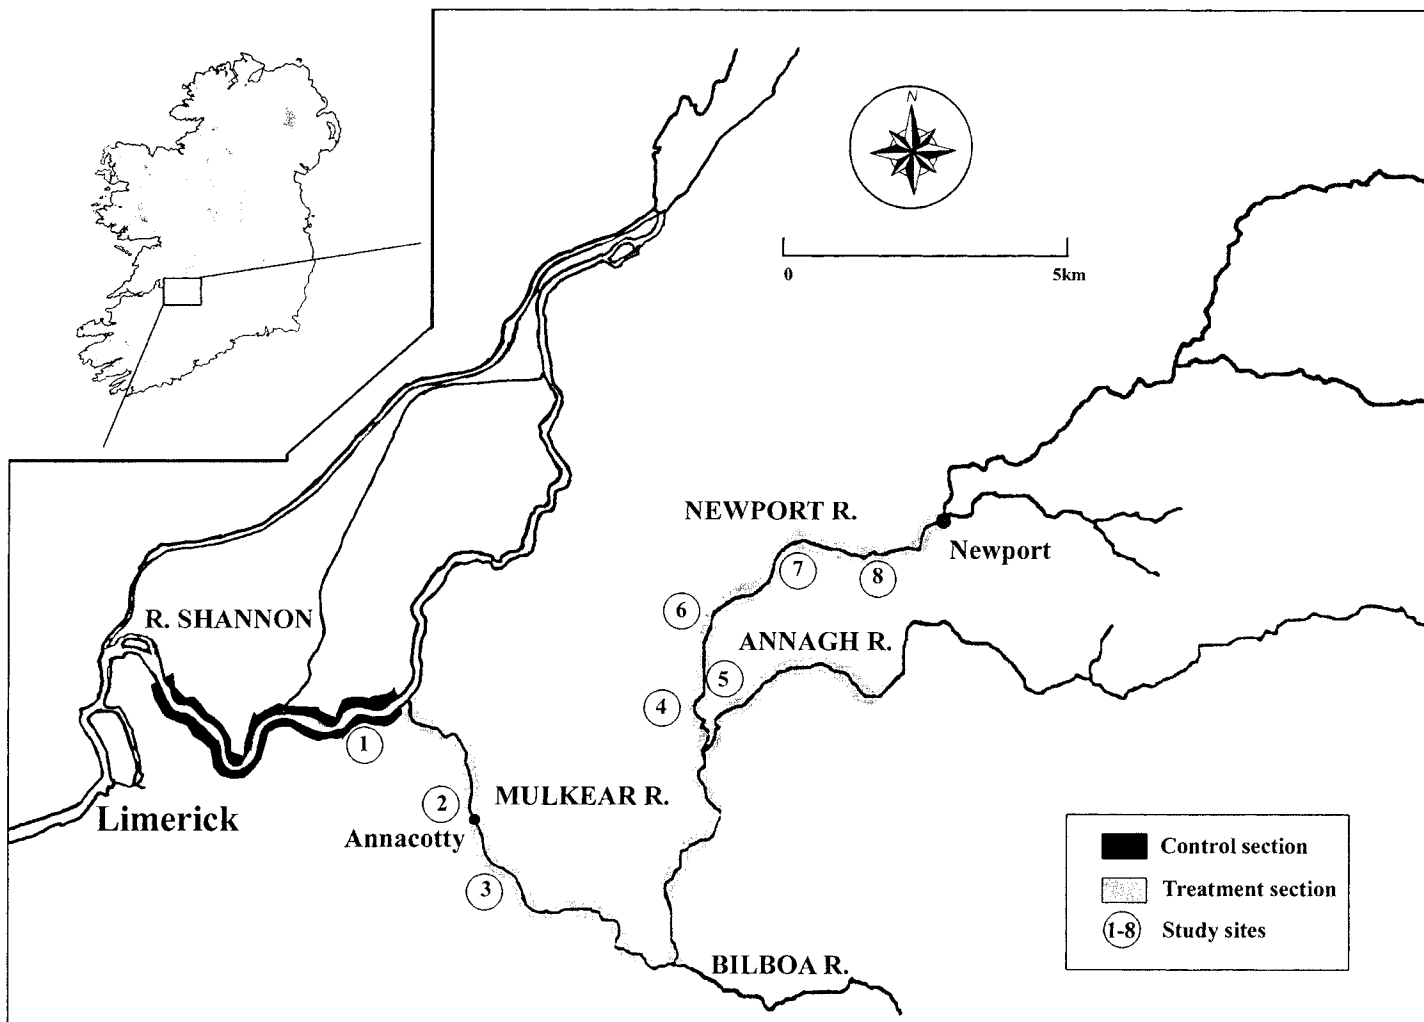 N
0
5km
NEWPORT R.
Newport
7
8
6
R. SHANNON
ANNAGH R.
5
4
1
2
MULKEAR R.
Limerick
Annacotty
3
BILBOA R.
Control section
Treatment section
1-8 Study sites